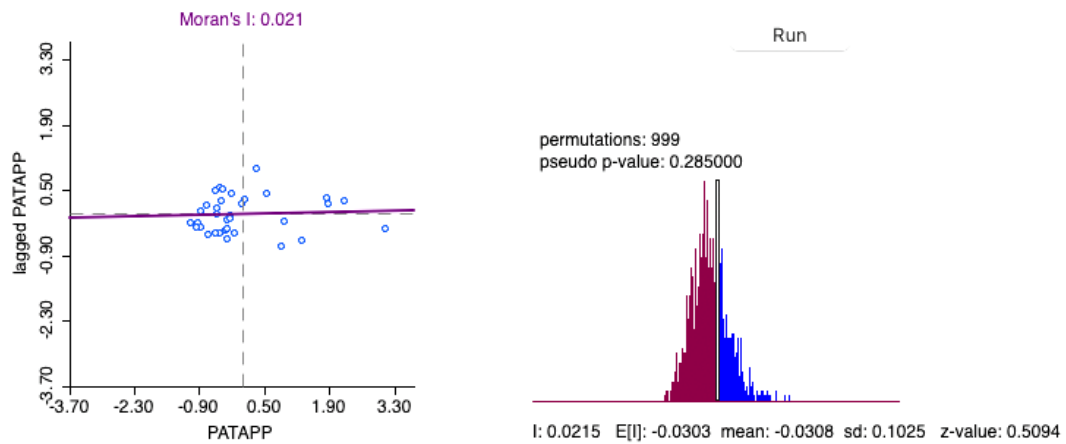 Moran's I: 0.021
3.30
1.90
0.50
-0.90
-2.30
-3.70
lagged PATAPP
-3.70 -2.30 -0.90 0.50 1.90 3.30
PATAPP
Run
permutations: 999
pseudo p-value: 0.285000
I: 0.0215 E[I]: -0.0303 mean: -0.0308 sd: 0.1025 z-value: 0.5094